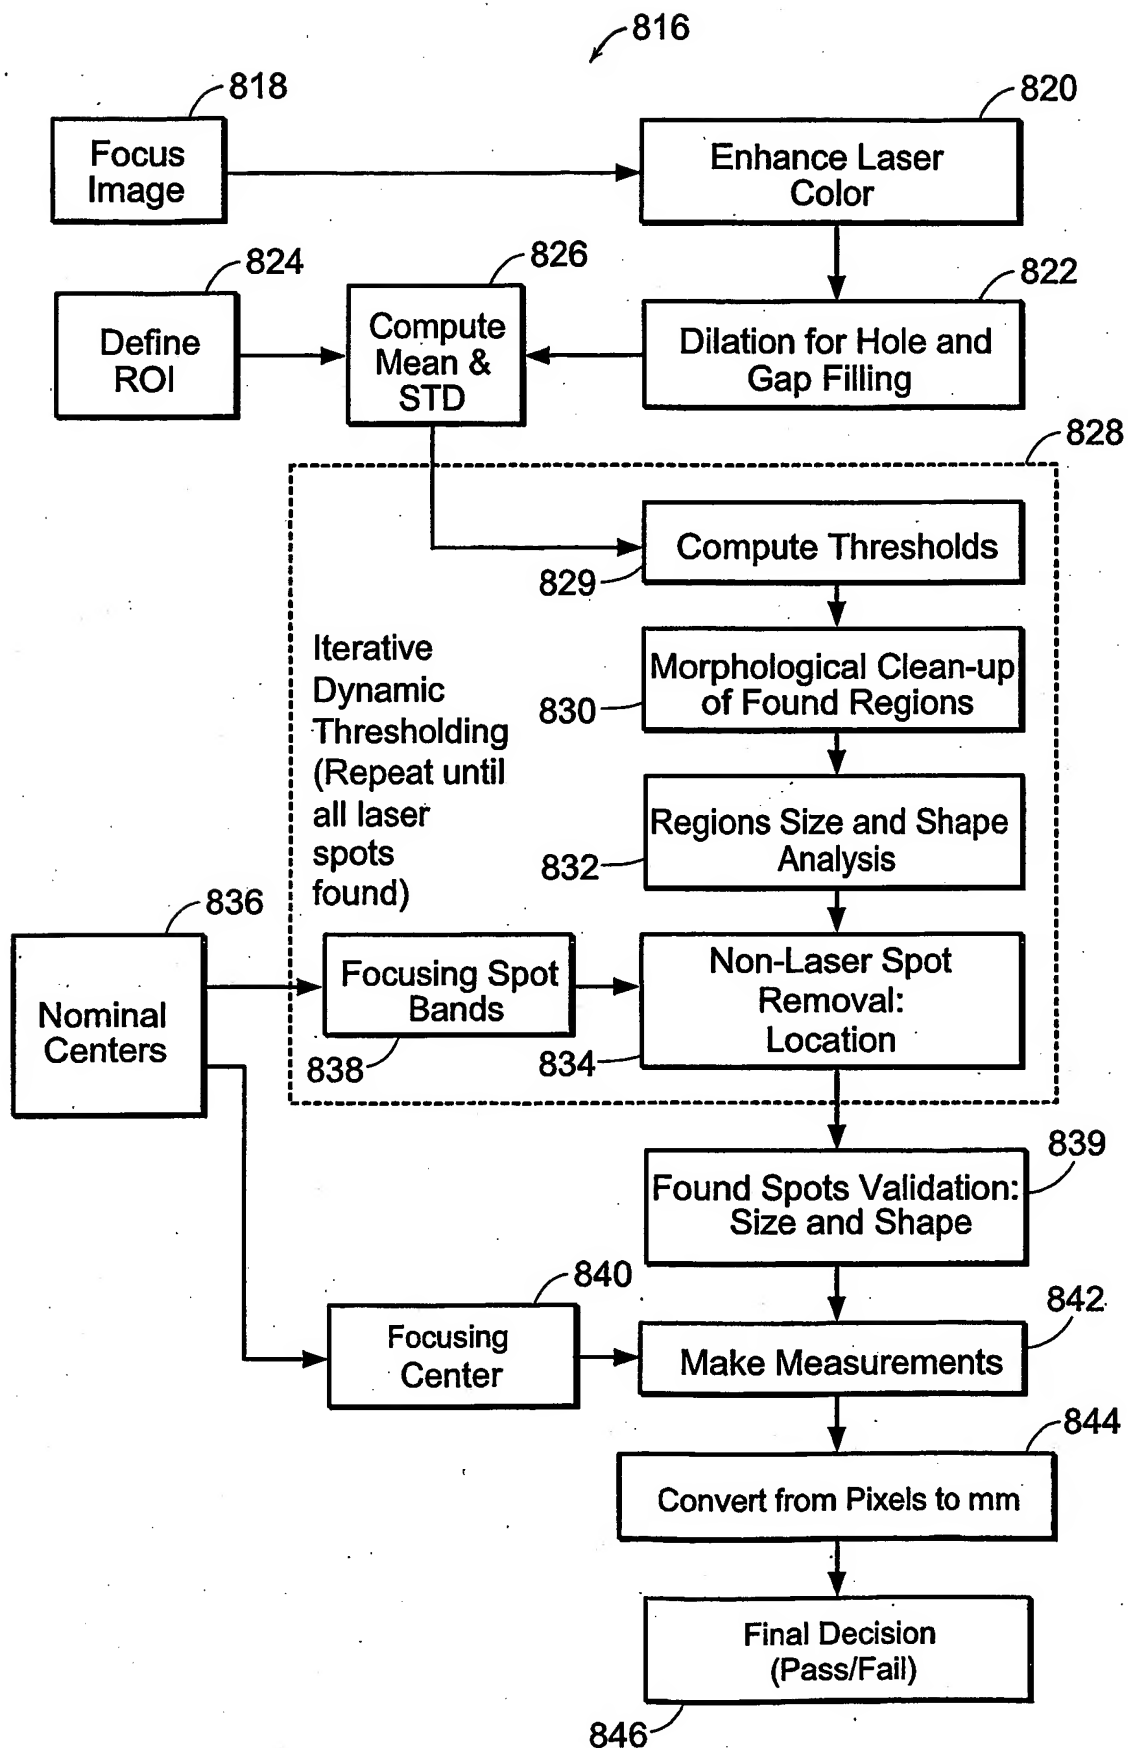 816
818
820
Focus
Image
Enhance Laser
Color
824
826
822
Define
ROI
Compute
Mean &
STD
Dilation for Hole and
Gap Filling
828
Compute Thresholds
829
Iterative
Dynamic
Thresholding
(Repeat until
all laser
spots
found)
Morphological Clean-up
of Found Regions
830
Regions Size and Shape
Analysis
832
836
Nominal
Centers
Focusing Spot
Bands
838
Non-Laser Spot
Removal:
Location
834
839
Found Spots Validation:
Size and Shape
840
Focusing
Center
842
Make Measurements
844
Convert from Pixels to mm
Final Decision
(Pass/Fail)
846